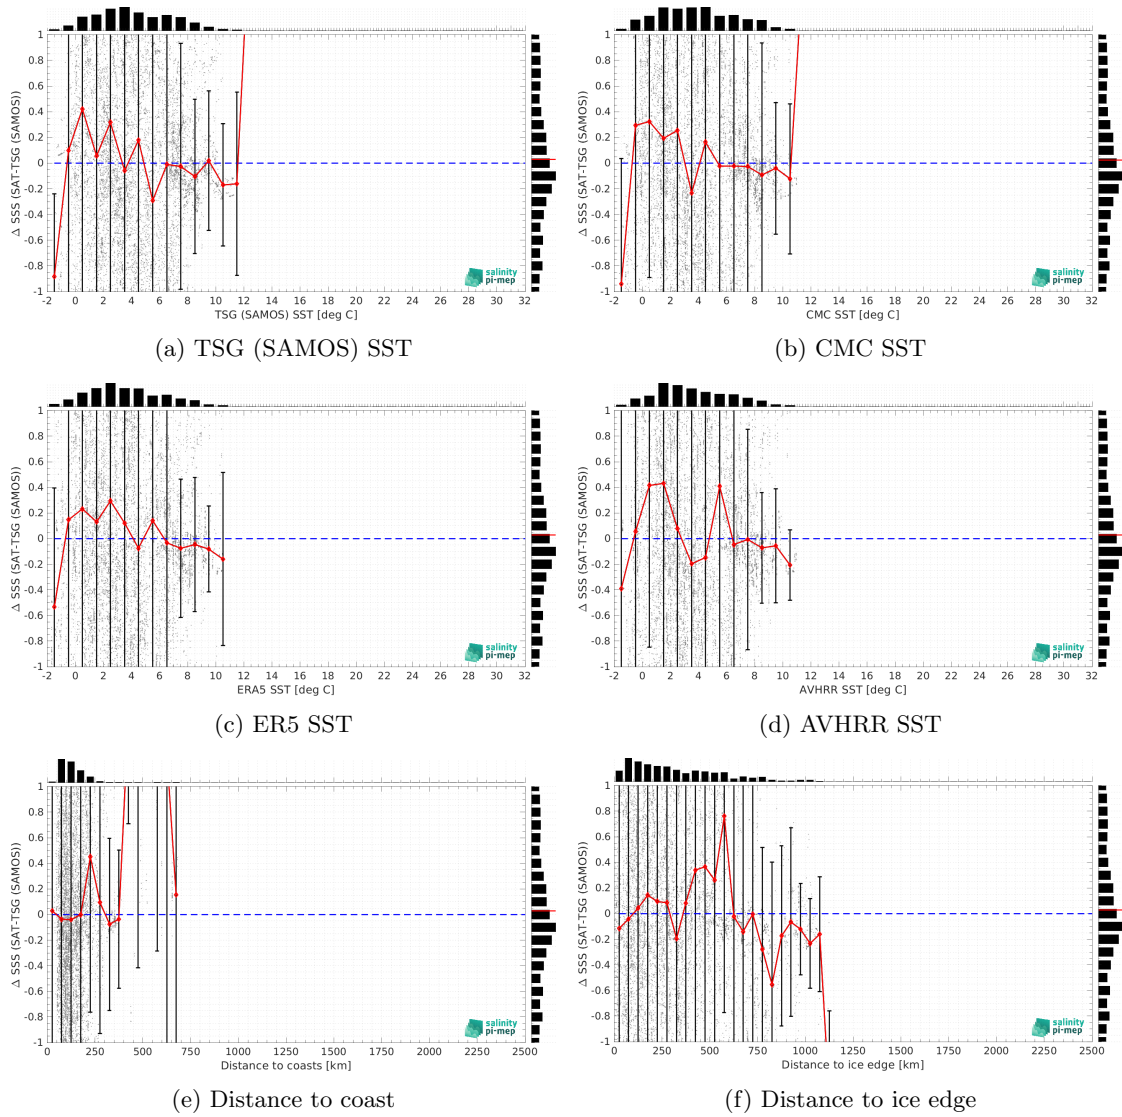 1
0.8
0.6
0.4
0.2
0
-0.2
-0.4
-0.6
-0.8
-1
Δ SSS (SAT-TSG (SAMOS))
salinity
pi-mep
-2 0 2 4 6 8 10 12 14 16 18 20 22 24 26 28 30 32
TSG (SAMOS) SST [deg C]
(a) TSG (SAMOS) SST
1
0.8
0.6
0.4
0.2
0
-0.2
-0.4
-0.6
-0.8
-1
Δ SSS (SAT-TSG (SAMOS))
salinity
pi-mep
-2 0 2 4 6 8 10 12 14 16 18 20 22 24 26 28 30 32
CMC SST [deg C]
(b) CMC SST
1
0.8
0.6
0.4
0.2
0
-0.2
-0.4
-0.6
-0.8
-1
Δ SSS (SAT-TSG (SAMOS))
salinity
pi-mep
-2 0 2 4 6 8 10 12 14 16 18 20 22 24 26 28 30 32
ERA5 SST [deg C]
(c) ER5 SST
1
0.8
0.6
0.4
0.2
0
-0.2
-0.4
-0.6
-0.8
-1
Δ SSS (SAT-TSG (SAMOS))
salinity
pi-mep
-2 0 2 4 6 8 10 12 14 16 18 20 22 24 26 28 30 32
AVHRR SST [deg C]
(d) AVHRR SST
1
0.8
0.6
0.4
0.2
0
-0.2
-0.4
-0.6
-0.8
-1
Δ SSS (SAT-TSG (SAMOS))
salinity
pi-mep
0 250 500 750 1000 1250 1500 1750 2000 2250 2500
Distance to coasts [km]
(e) Distance to coast
1
0.8
0.6
0.4
0.2
0
-0.2
-0.4
-0.6
-0.8
-1
Δ SSS (SAT-TSG (SAMOS))
salinity
pi-mep
0 250 500 750 1000 1250 1500 1750 2000 2250 2500
Distance to ice edge [km]
(f) Distance to ice edge